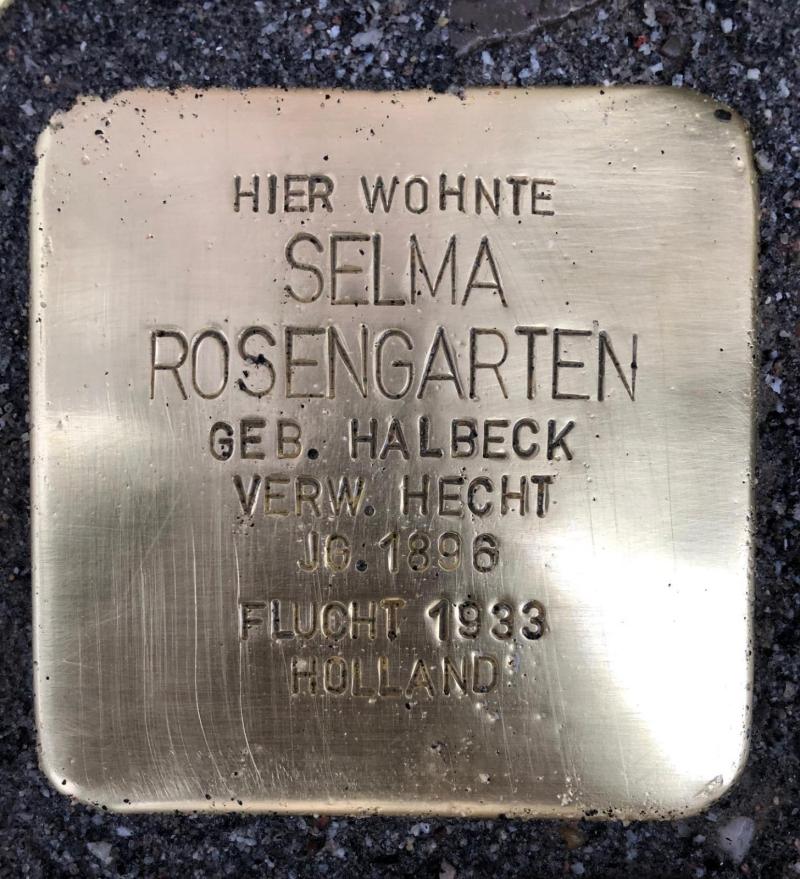 HIER WOHNTE
SELMA
ROSENGARTEN
GEB. HALBECK
VERW. HECHT
JG. 1896
FLUCHT 1933
HOLLAND